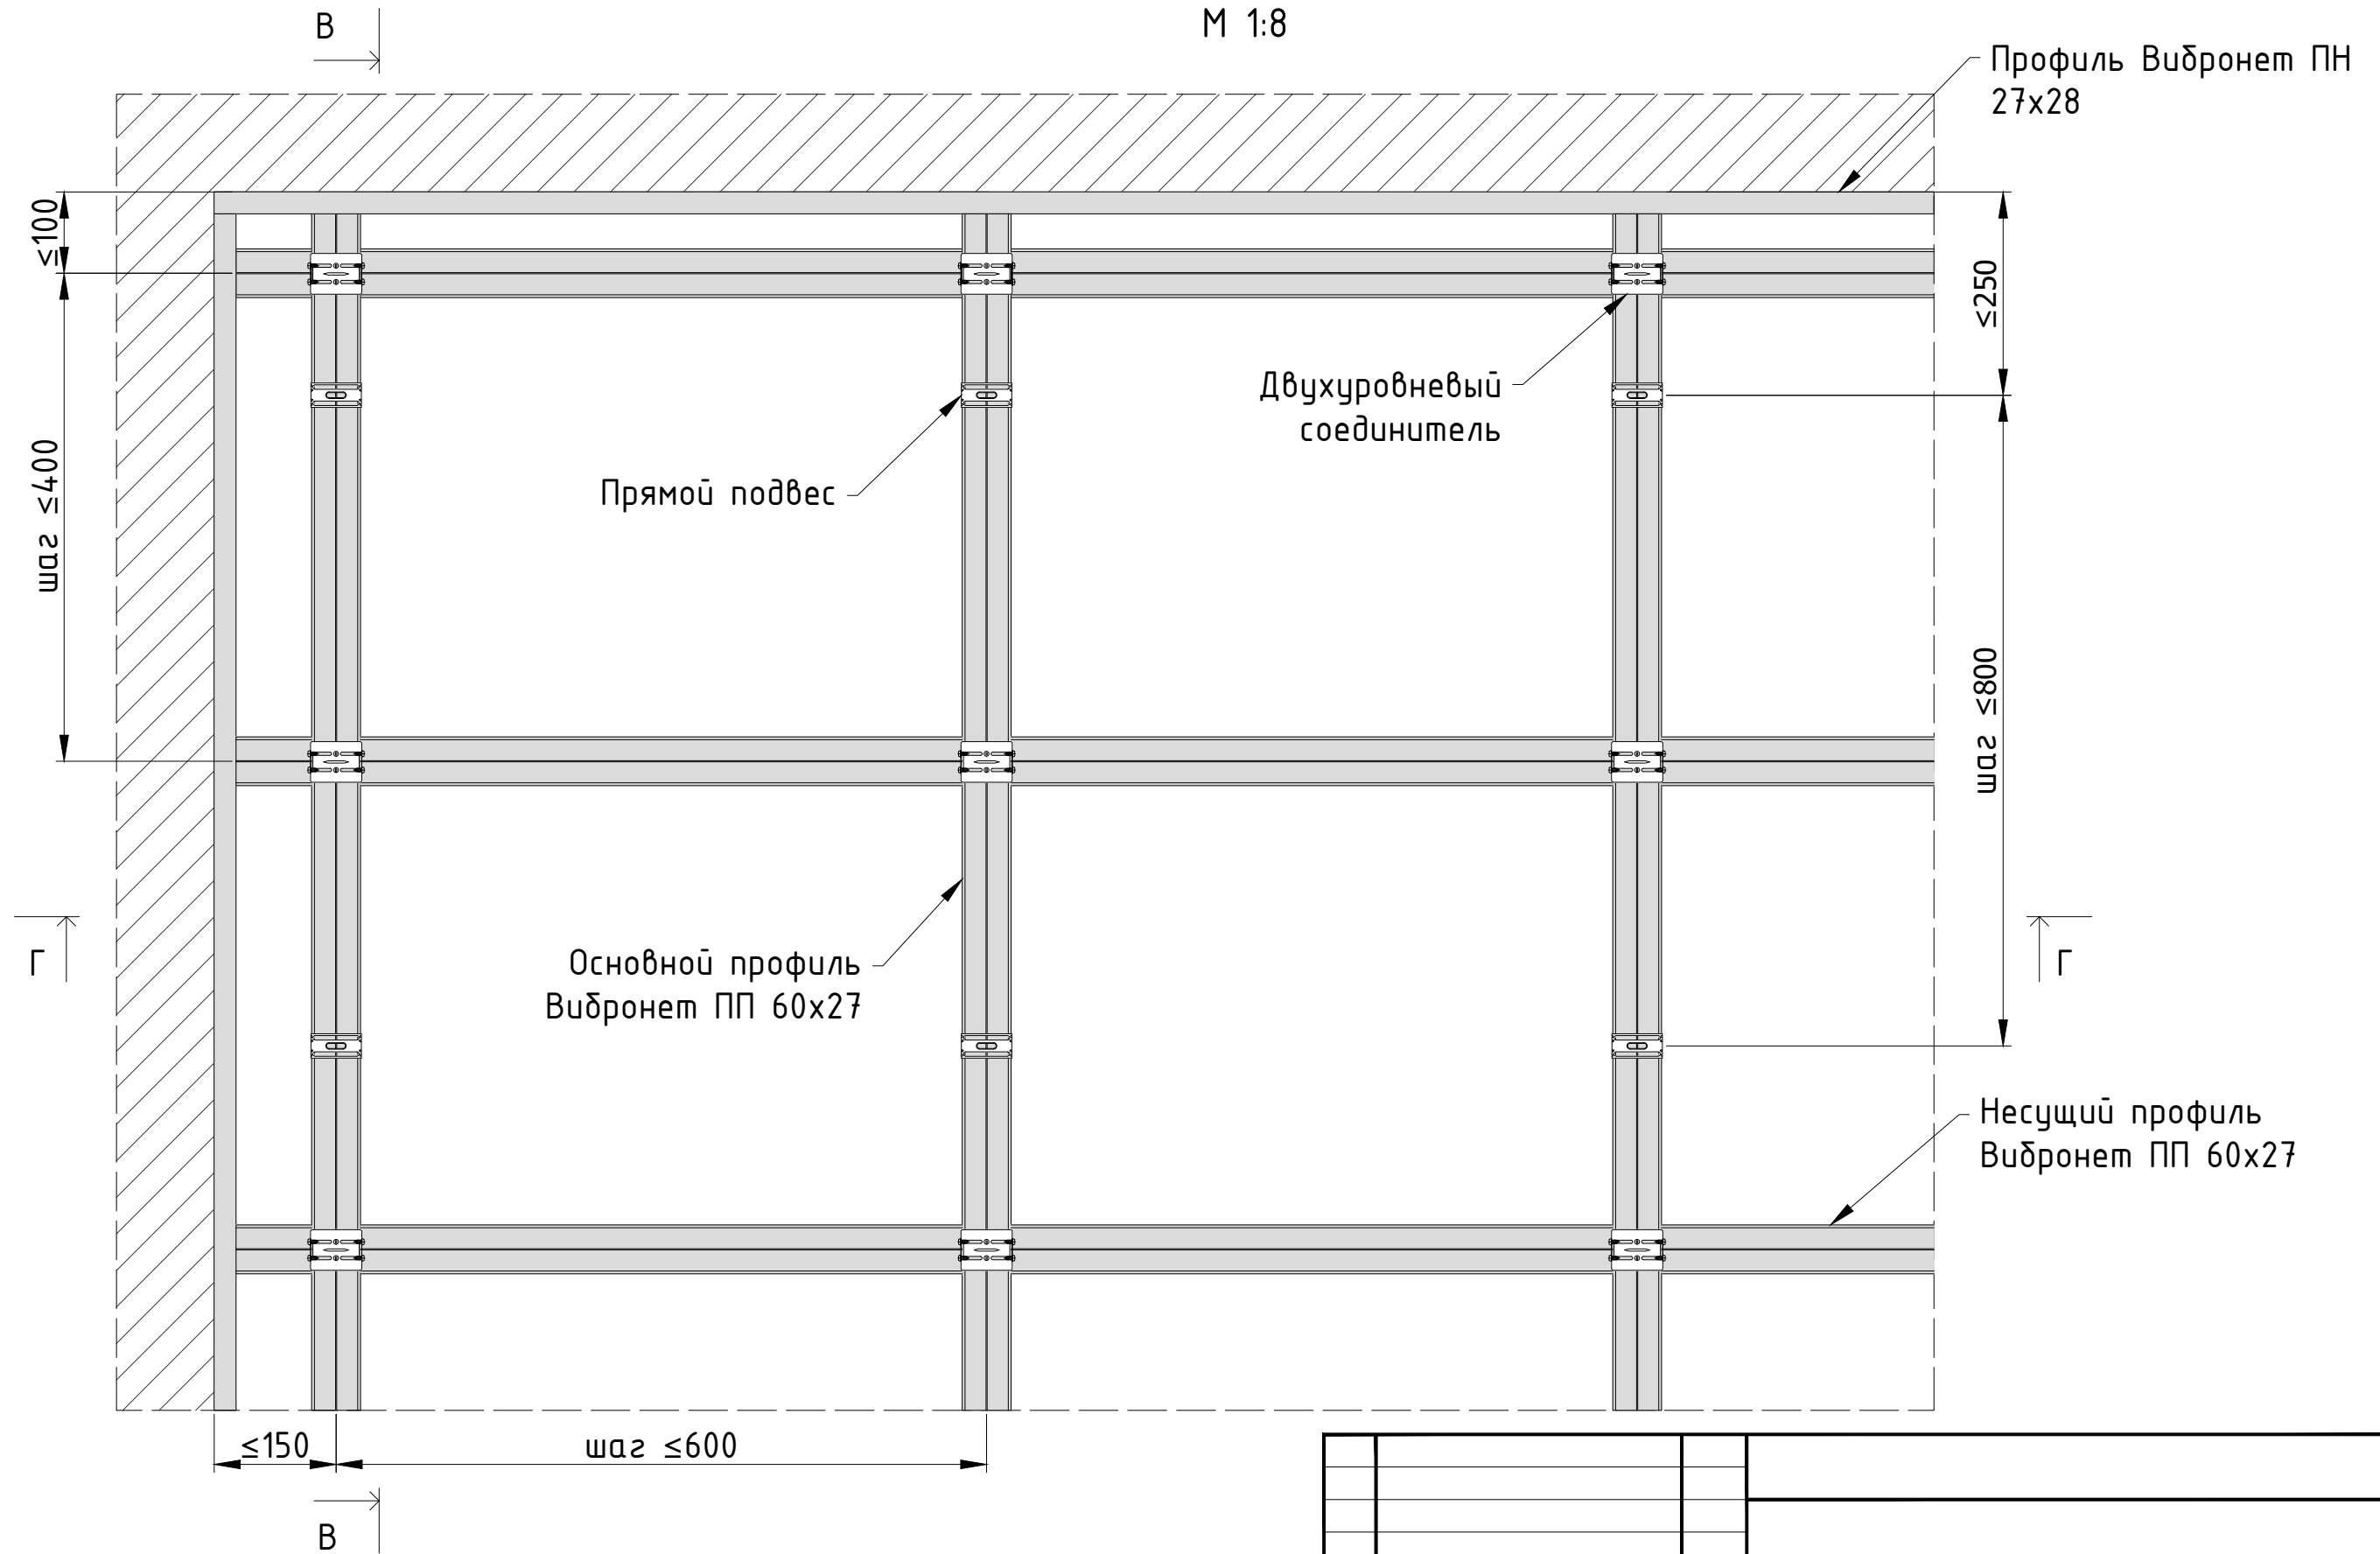 В
М 1:8
Профиль Вибронет ПН
27х28
≤100
≤250
Двухуровневый
соединитель
Прямой подвес
шаг ≤400
шаг ≤800
Г
Г
Основной профиль
Вибронет ПП 60х27
Несущий профиль
Вибронет ПП 60х27
≤150
шаг ≤600
В